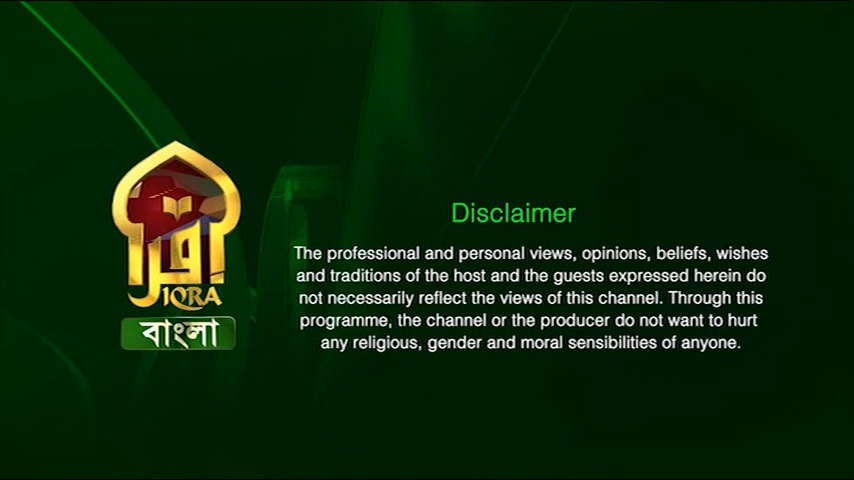 اقرأ
IQRA
বাংলা
Disclaimer
The professional and personal views, opinions, beliefs, wishes
and traditions of the host and the guests expressed herein do
not necessarily reflect the views of this channel. Through this
programme, the channel or the producer do not want to hurt
any religious, gender and moral sensibilities of anyone.